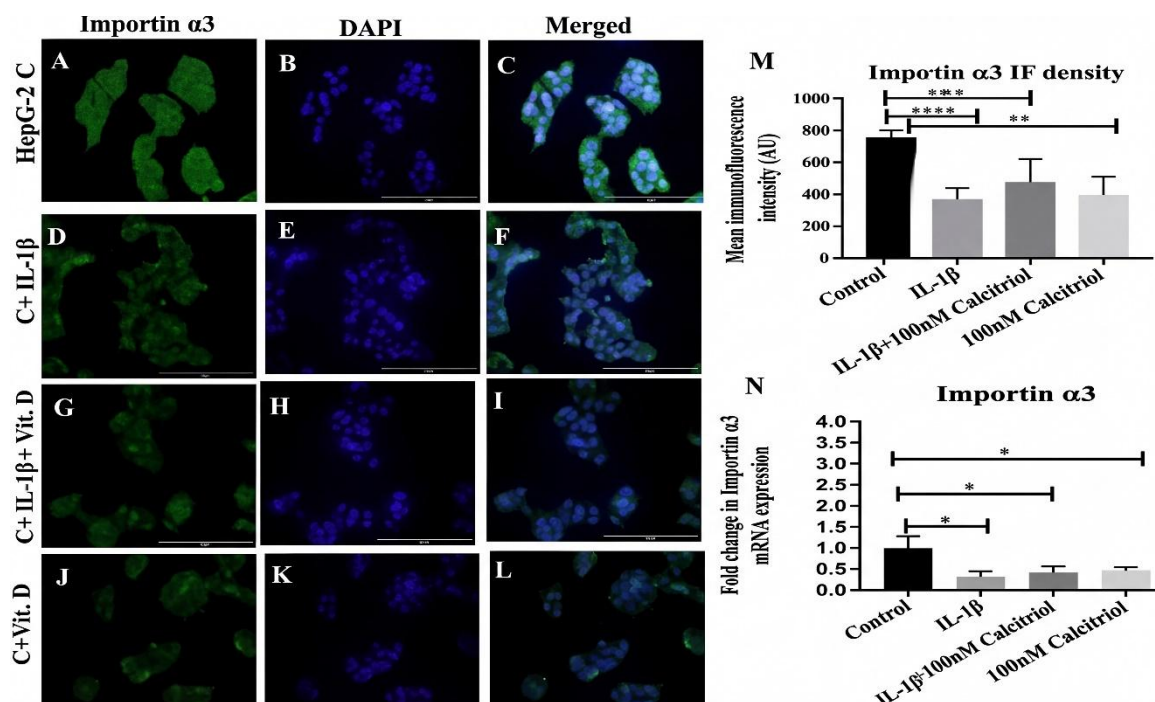 Importin α3 DAPI Merged
HepG-2 C
A B C
C+ IL-1β
D E F
C+ IL-1β+ Vit. D
G H I
C+Vit. D
J K L
M
Importin α3 IF density
Mean immunofluorescence
intensity (AU)
1000
800
600
400
200
0
****
****
**
Control
IL-1β
IL-1β+100nM Calcitriol
100nM Calcitriol
N
Importin α3
Fold change in Importin α3
mRNA expression
4.0
3.5
3.0
2.5
2.0
1.5
1.0
0.5
0.0
*
*
*
Control
IL-1β
IL-1β+100nM Calcitriol
100nM Calcitriol